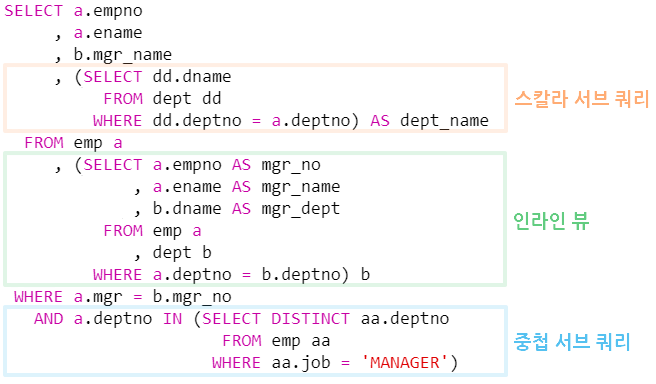 SELECT a.empno
, a.ename
, b.mgr_name
, (SELECT dd.dname
FROM dept dd
WHERE dd.deptno = a.deptno) AS dept_name
스칼라 서브 쿼리
FROM emp a
, (SELECT a.empno AS mgr_no
, a.ename AS mgr_name
, b.dname AS mgr_dept
FROM emp a
, dept b
WHERE a.deptno = b.deptno) b
인라인 뷰
WHERE a.mgr = b.mgr_no
AND a.deptno IN (SELECT DISTINCT aa.deptno
FROM emp aa
WHERE aa.job = 'MANAGER')
중첩 서브 쿼리